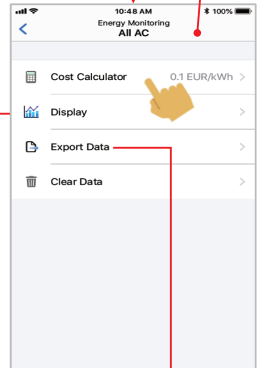 10:48 AM
100%
Energy Monitoring
All AC
Cost Calculator 0.1 EUR/kWh
Display
Export Data
Clear Data